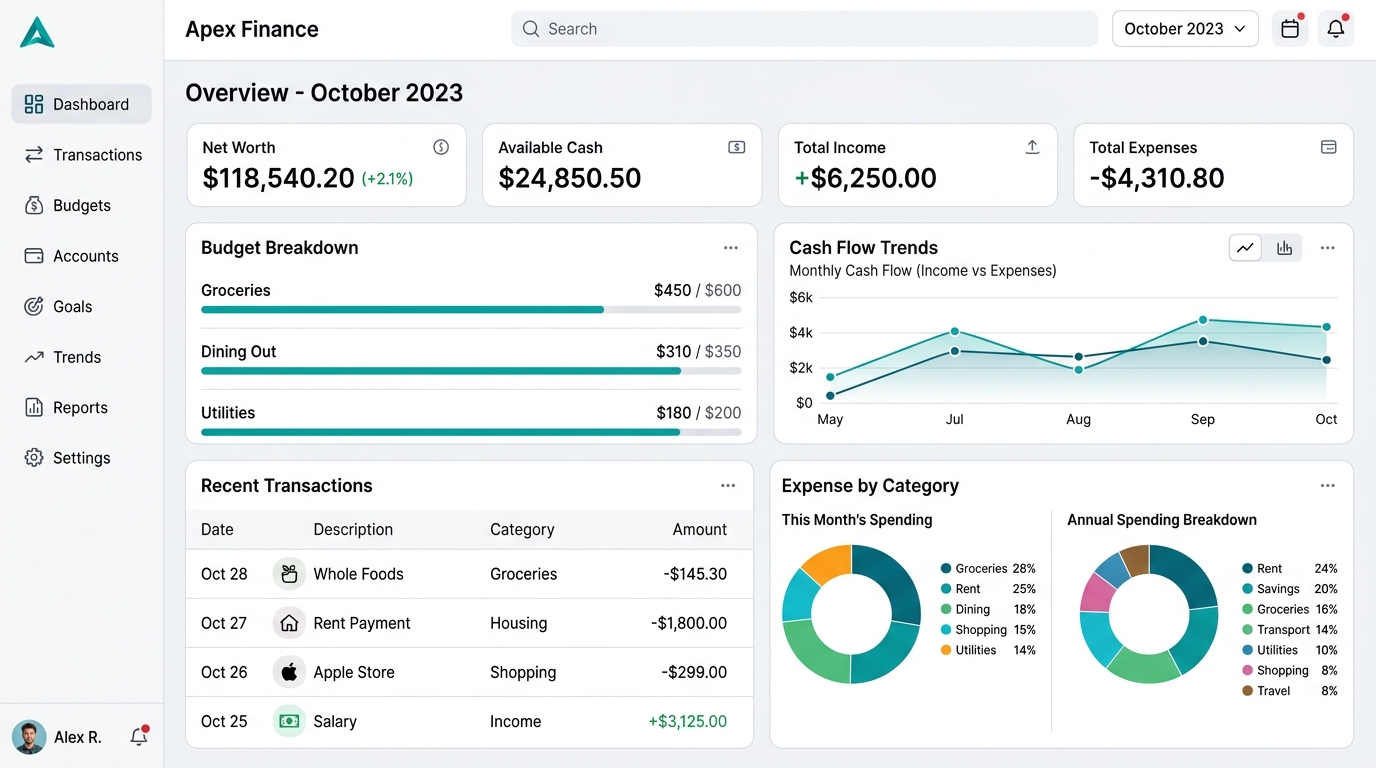 Apex Finance
Search
October 2023
Dashboard
Transactions
Budgets
Accounts
Goals
Trends
Reports
Settings
Alex R.
Overview - October 2023
Net Worth
$118,540.20 (+2.1%)
Available Cash
$24,850.50
Total Income
+$6,250.00
Total Expenses
-$4,310.80
Budget Breakdown
Groceries $450 / $600
Dining Out $310 / $350
Utilities $180 / $200
Cash Flow Trends
Monthly Cash Flow (Income vs Expenses)
$6k
$4k
$2k
$0
May Jul Aug Sep Oct
Recent Transactions
Date Description Category Amount
Oct 28 Whole Foods Groceries -$145.30
Oct 27 Rent Payment Housing -$1,800.00
Oct 26 Apple Store Shopping -$299.00
Oct 25 Salary Income +$3,125.00
Expense by Category
This Month's Spending
Groceries 28%
Rent 25%
Dining 18%
Shopping 15%
Utilities 14%
Annual Spending Breakdown
Rent 24%
Savings 20%
Groceries 16%
Transport 14%
Utilities 10%
Shopping 8%
Travel 8%